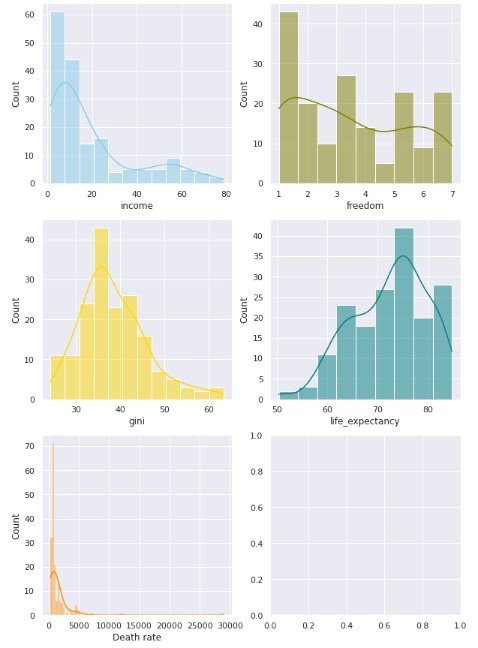 60
50
40
30
20
10
0
Count
0 20 40 60 80
income
40
30
20
10
0
Count
1 2 3 4 5 6 7
freedom
40
30
20
10
0
Count
30 40 50 60
gini
40
35
30
25
20
15
10
5
0
Count
50 60 70 80
life_expectancy
70
60
50
40
30
20
10
0
Count
0 5000 10000 15000 20000 25000 30000
Death rate
1.0
0.8
0.6
0.4
0.2
0.0
0.0 0.2 0.4 0.6 0.8 1.0